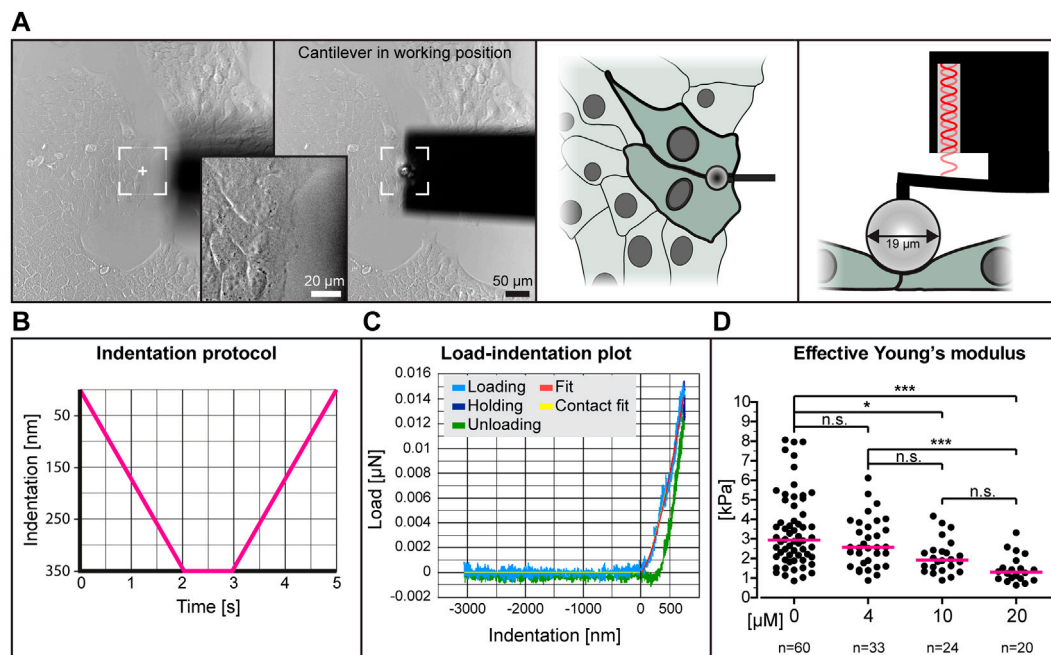 A
Cantilever in working position
20 µm
50 µm
19 µm
B
Indentation protocol
Indentation [nm]
50
150
250
350
0
1
2
3
4
5
Time [s]
C
Load-indentation plot
Loading
Fit
Holding
Contact fit
Unloading
Load [µN]
0.016
0.014
0.012
0.010
0.008
0.006
0.004
0.002
0
-0.002
-3000
-2000
-1000
0
500
Indentation [nm]
D
Effective Young's modulus
***
*
n.s.
***
n.s.
n.s.
[kPa]
10
9
8
7
6
5
4
3
2
1
0
[µM]
0
4
10
20
n=60
n=33
n=24
n=20